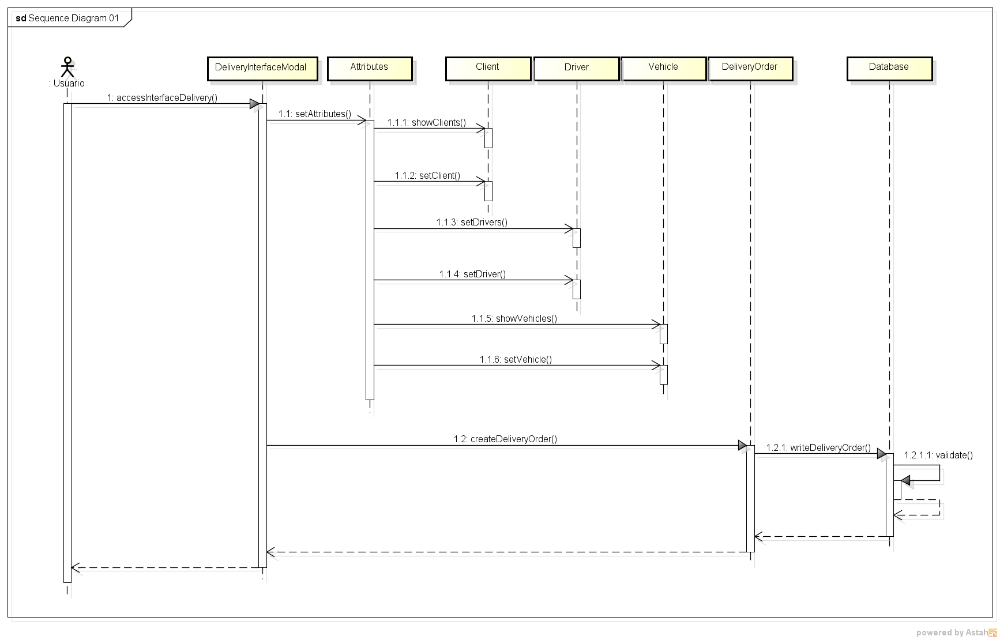 sd Sequence Diagram 01
: Usuario
DeliveryInterfaceModal
Attributes
Client
Driver
Vehicle
DeliveryOrder
Database
1: accessInterfaceDelivery()
1.1: setAttributes()
1.1.1: showClients()
1.1.2: setClient()
1.1.3: setDrivers()
1.1.4: setDriver()
1.1.5: showVehicles()
1.1.6: setVehicle()
1.2: createDeliveryOrder()
1.2.1: writeDeliveryOrder()
1.2.1.1: validate()
powered by Astah